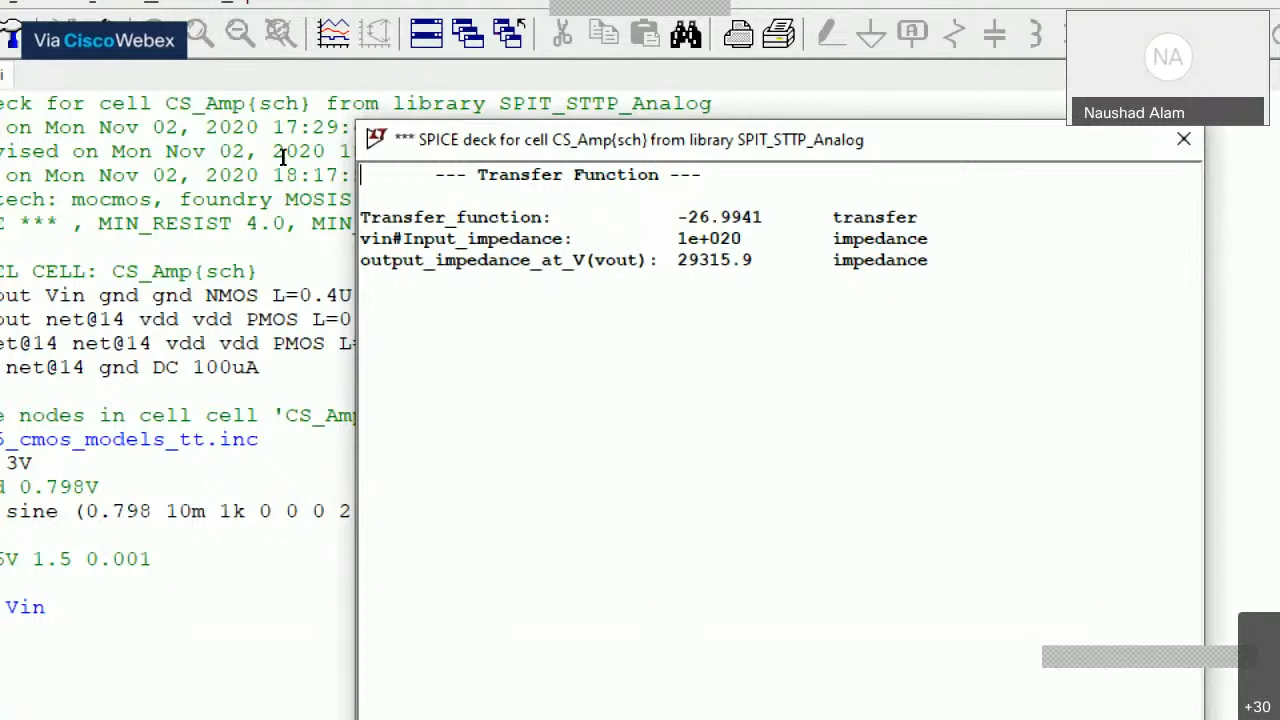 Via CiscoWebex
NA
Naushad Alam
i
eck for cell CS_Amp{sch} from library SPIT_STTP_Analog
on Mon Nov 02, 2020 17:29:
vised on Mon Nov 02, 2020 1
on Mon Nov 02, 2020 18:17:
tech: mocmos, foundry MOSIS
E *** , MIN_RESIST 4.0, MIN_
EL CELL: CS_Amp{sch}
out Vin gnd gnd NMOS L=0.4U
out net@14 vdd vdd PMOS L=0
net@14 net@14 vdd vdd PMOS L=
net@14 gnd DC 100uA
e nodes in cell cell 'CS_Amp
_cmos_models_tt.inc
3V
d 0.798V
sine (0.798 10m 1k 0 0 0 2
5V 1.5 0.001
Vin
*** SPICE deck for cell CS_Amp{sch} from library SPIT_STTP_Analog
--- Transfer Function ---
Transfer_function: -26.9941 transfer
vin#Input_impedance: 1e+020 impedance
output_impedance_at_V(vout): 29315.9 impedance
+30